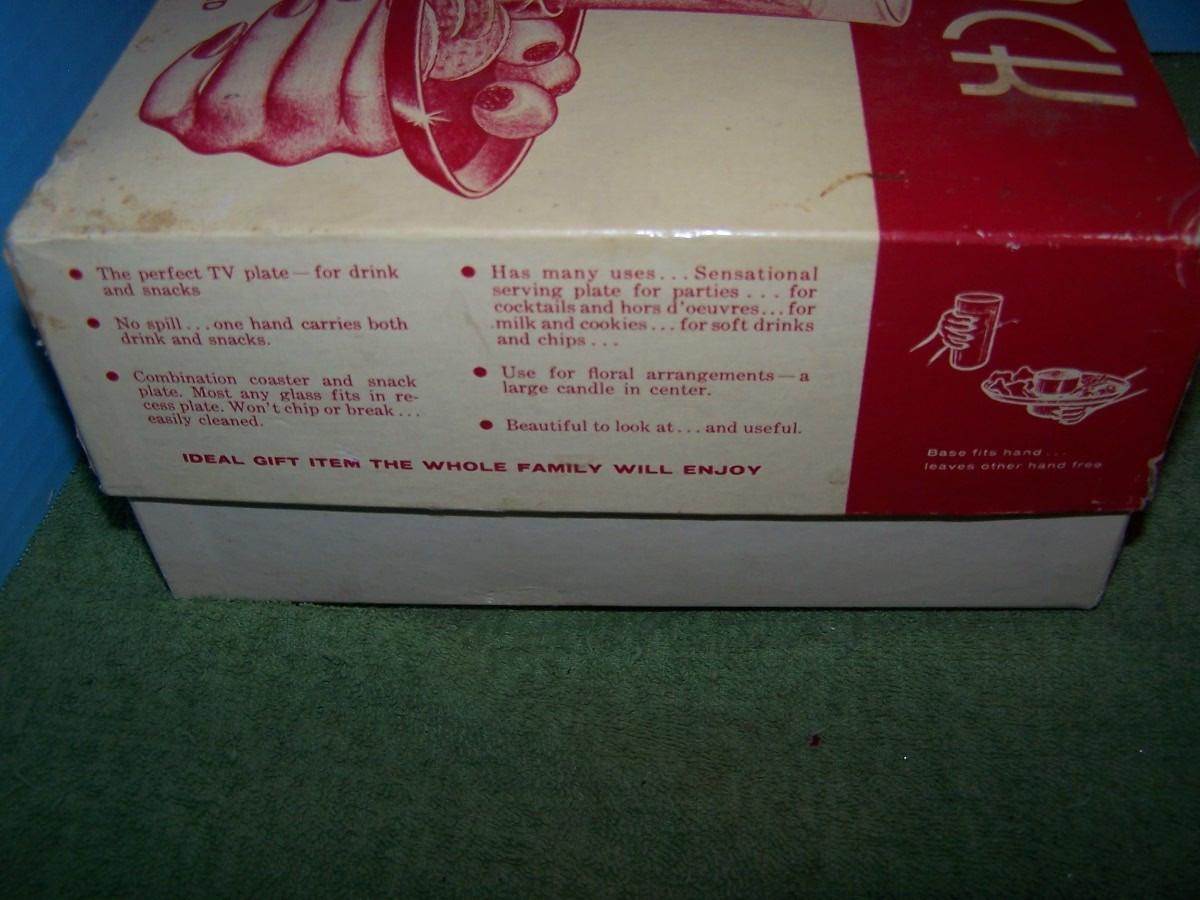 CK
The perfect TV plate — for drink
and snacks
No spill ... one hand carries both
drink and snacks.
Combination coaster and snack
plate. Most any glass fits in re-
cess plate. Won't chip or break ...
easily cleaned.
Has many uses ... Sensational
serving plate for parties ... for
cocktails and hors d'oeuvres ... for
milk and cookies ... for soft drinks
and chips ...
Use for floral arrangements — a
large candle in center.
Beautiful to look at ... and useful.
IDEAL GIFT ITEM THE WHOLE FAMILY WILL ENJOY
Base fits hand ...
leaves other hand free